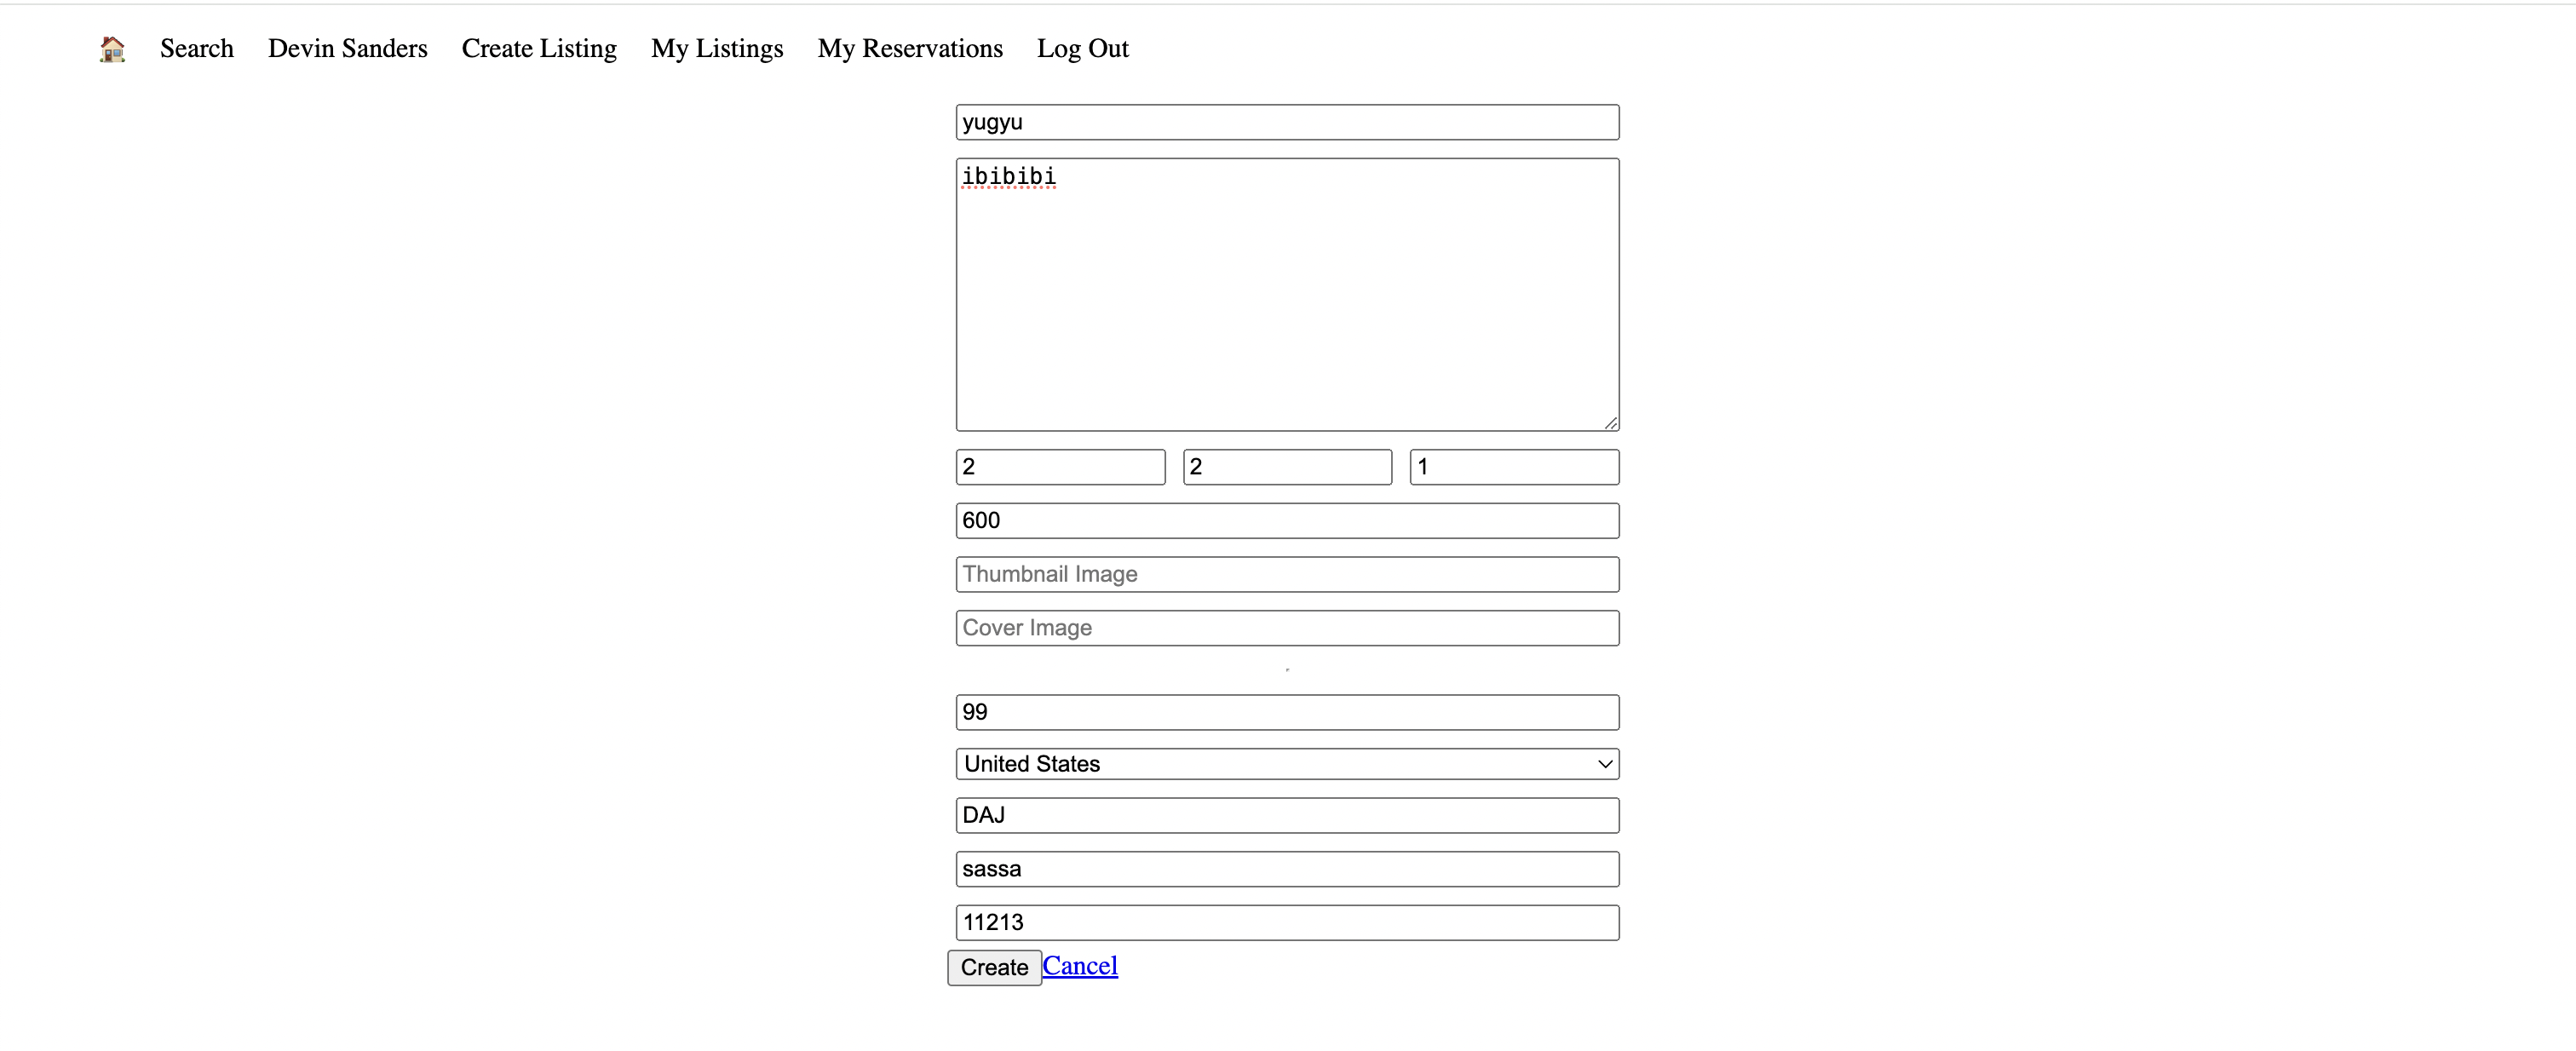 Search Devin Sanders Create Listing My Listings My Reservations Log Out
yugyu
ibibibi
2 2 1
600
Thumbnail Image
Cover Image
99
United States
DAJ
sassa
11213
Create Cancel